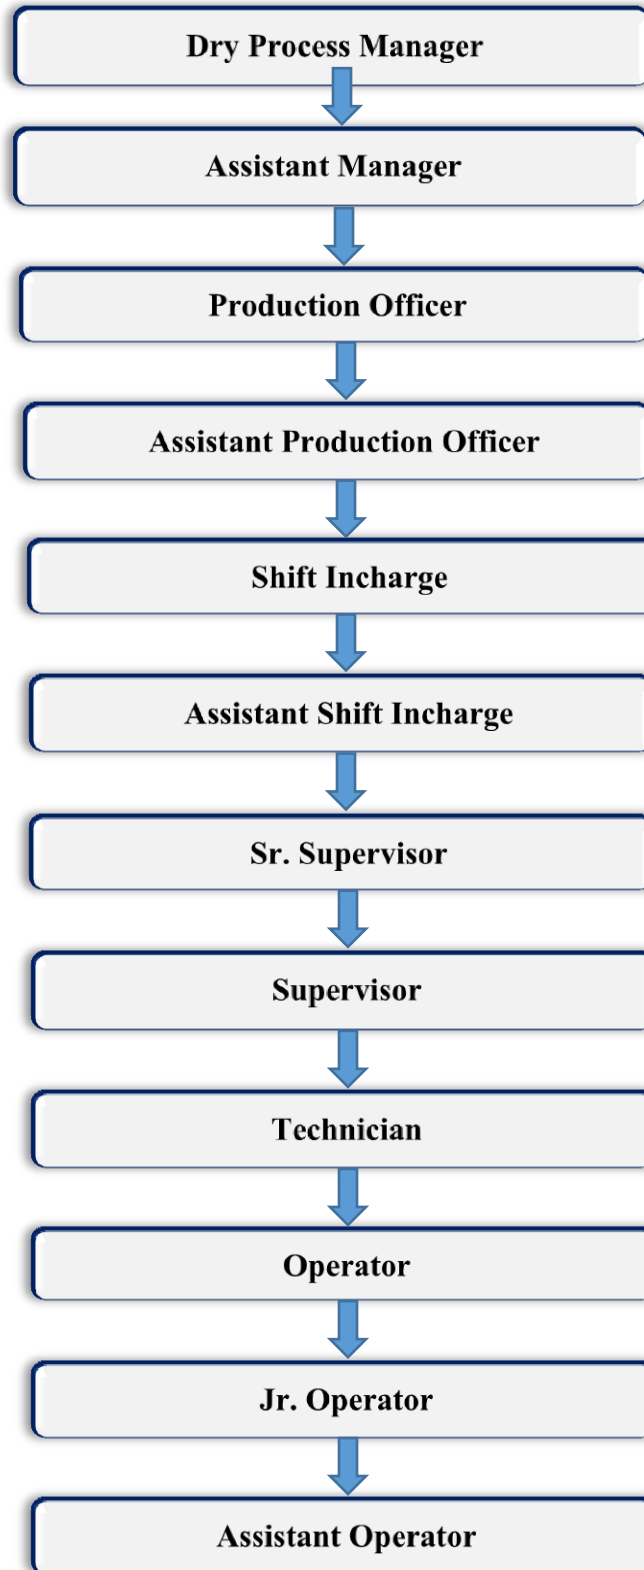 Dry Process Manager
Assistant Manager
Production Officer
Assistant Production Officer
Shift Incharge
Assistant Shift Incharge
Sr. Supervisor
Supervisor
Technician
Operator
Jr. Operator
Assistant Operator